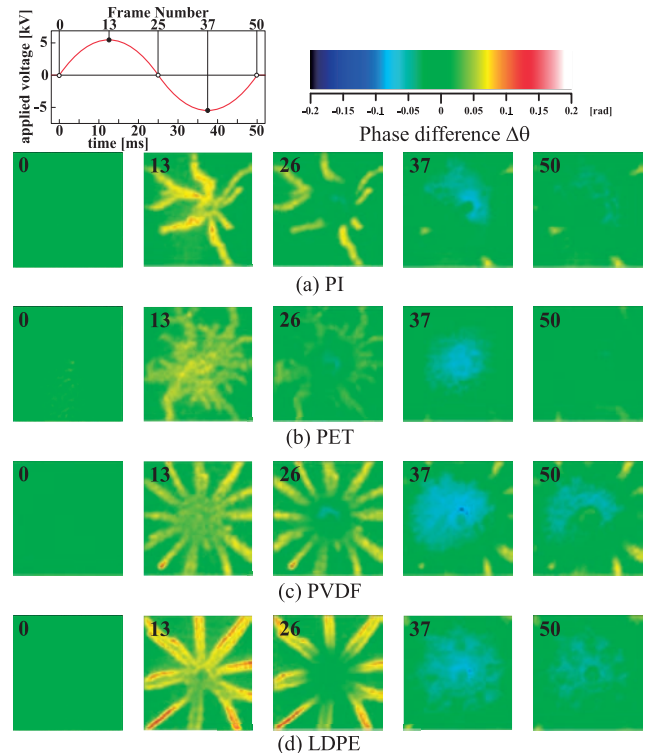 Frame Number
0 13 25 37 50
applied voltage [kV]
5
0
-5
0 10 20 30 40 50
time [ms]
-0.2 -0.15 -0.1 -0.05 0 0.05 0.1 0.15 0.2 [rad]
Phase difference Δθ
0 13 26 37 50
(a) PI
0 13 26 37 50
(b) PET
0 13 26 37 50
(c) PVDF
0 13 26 37 50
(d) LDPE